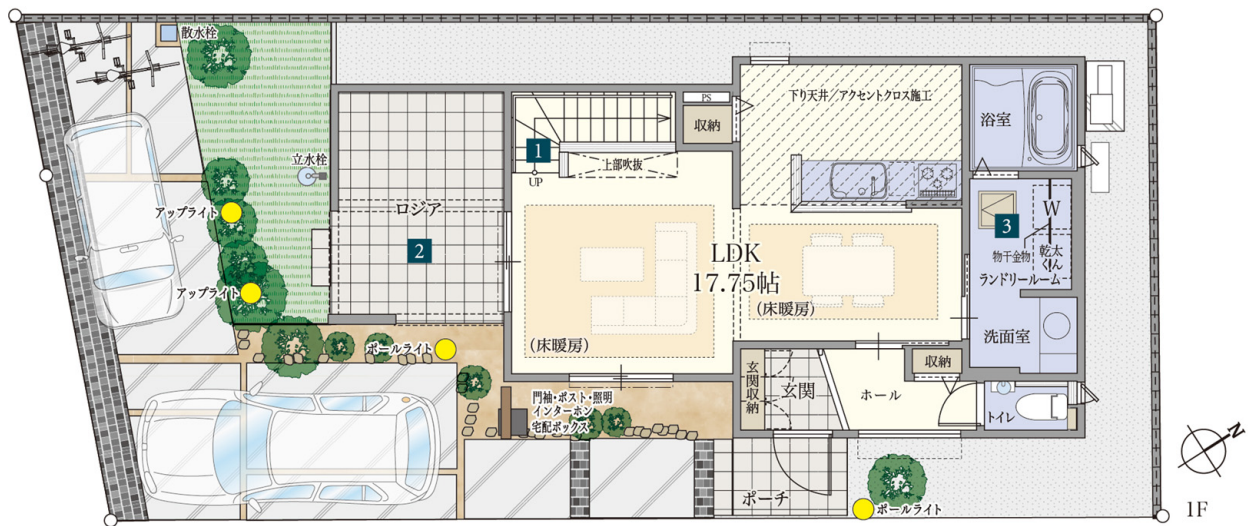 散水栓
立水栓
アップライト
アップライト
ポールライト
ロジア
2
1
UP
上部吹抜
PS
収納
下り天井／アクセントクロス施工
浴室
3
W
物干金物
乾太くん
ランドリールーム
洗面室
LDK
17.75帖
(床暖房)
(床暖房)
門袖・ポスト・照明
インターホン
宅配ボックス
玄関収納
玄関
ホール
収納
トイレ
ポーチ
ポールライト
N
1F